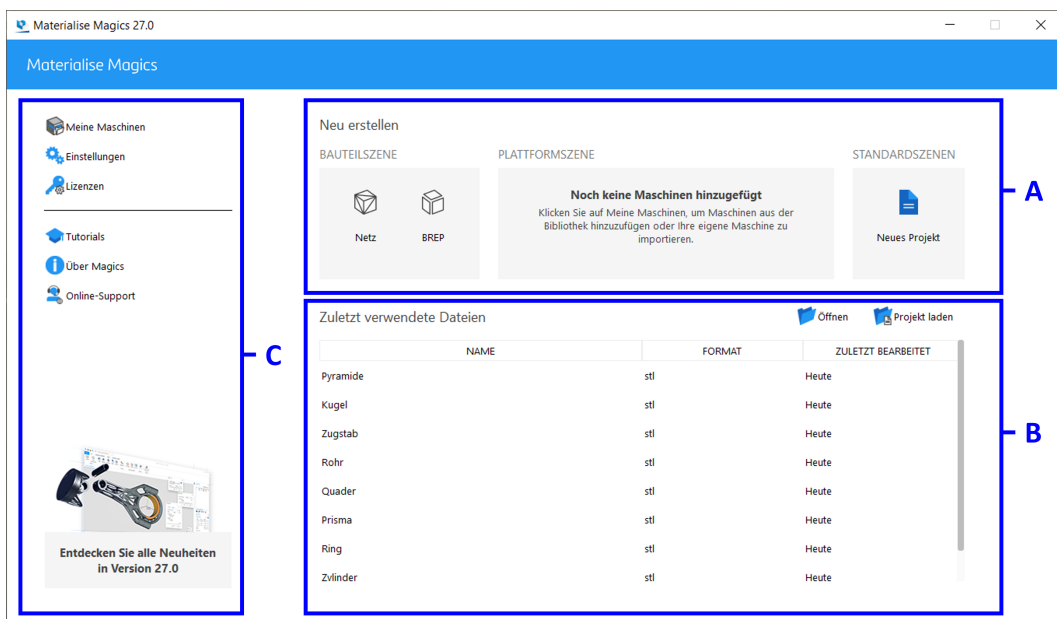 Materialise Magics 27.0
Materialise Magics
Meine Maschinen
Einstellungen
Lizenzen
Tutorials
Über Magics
Online-Support
Entdecken Sie alle Neuheiten
in Version 27.0
C
Neu erstellen
BAUTEILSZENE
PLATTFORMSZENE
STANDARDSZENEN
Netz
BREP
Noch keine Maschinen hinzugefügt
Klicken Sie auf Meine Maschinen, um Maschinen aus der
Bibliothek hinzuzufügen oder Ihre eigene Maschine zu
importieren.
Neues Projekt
A
Zuletzt verwendete Dateien
Öffnen
Projekt laden
NAME FORMAT ZULETZT BEARBEITET
Pyramide stl Heute
Kugel stl Heute
Zugstab stl Heute
Rohr stl Heute
Quader stl Heute
Prisma stl Heute
Ring stl Heute
Zylinder stl Heute
B